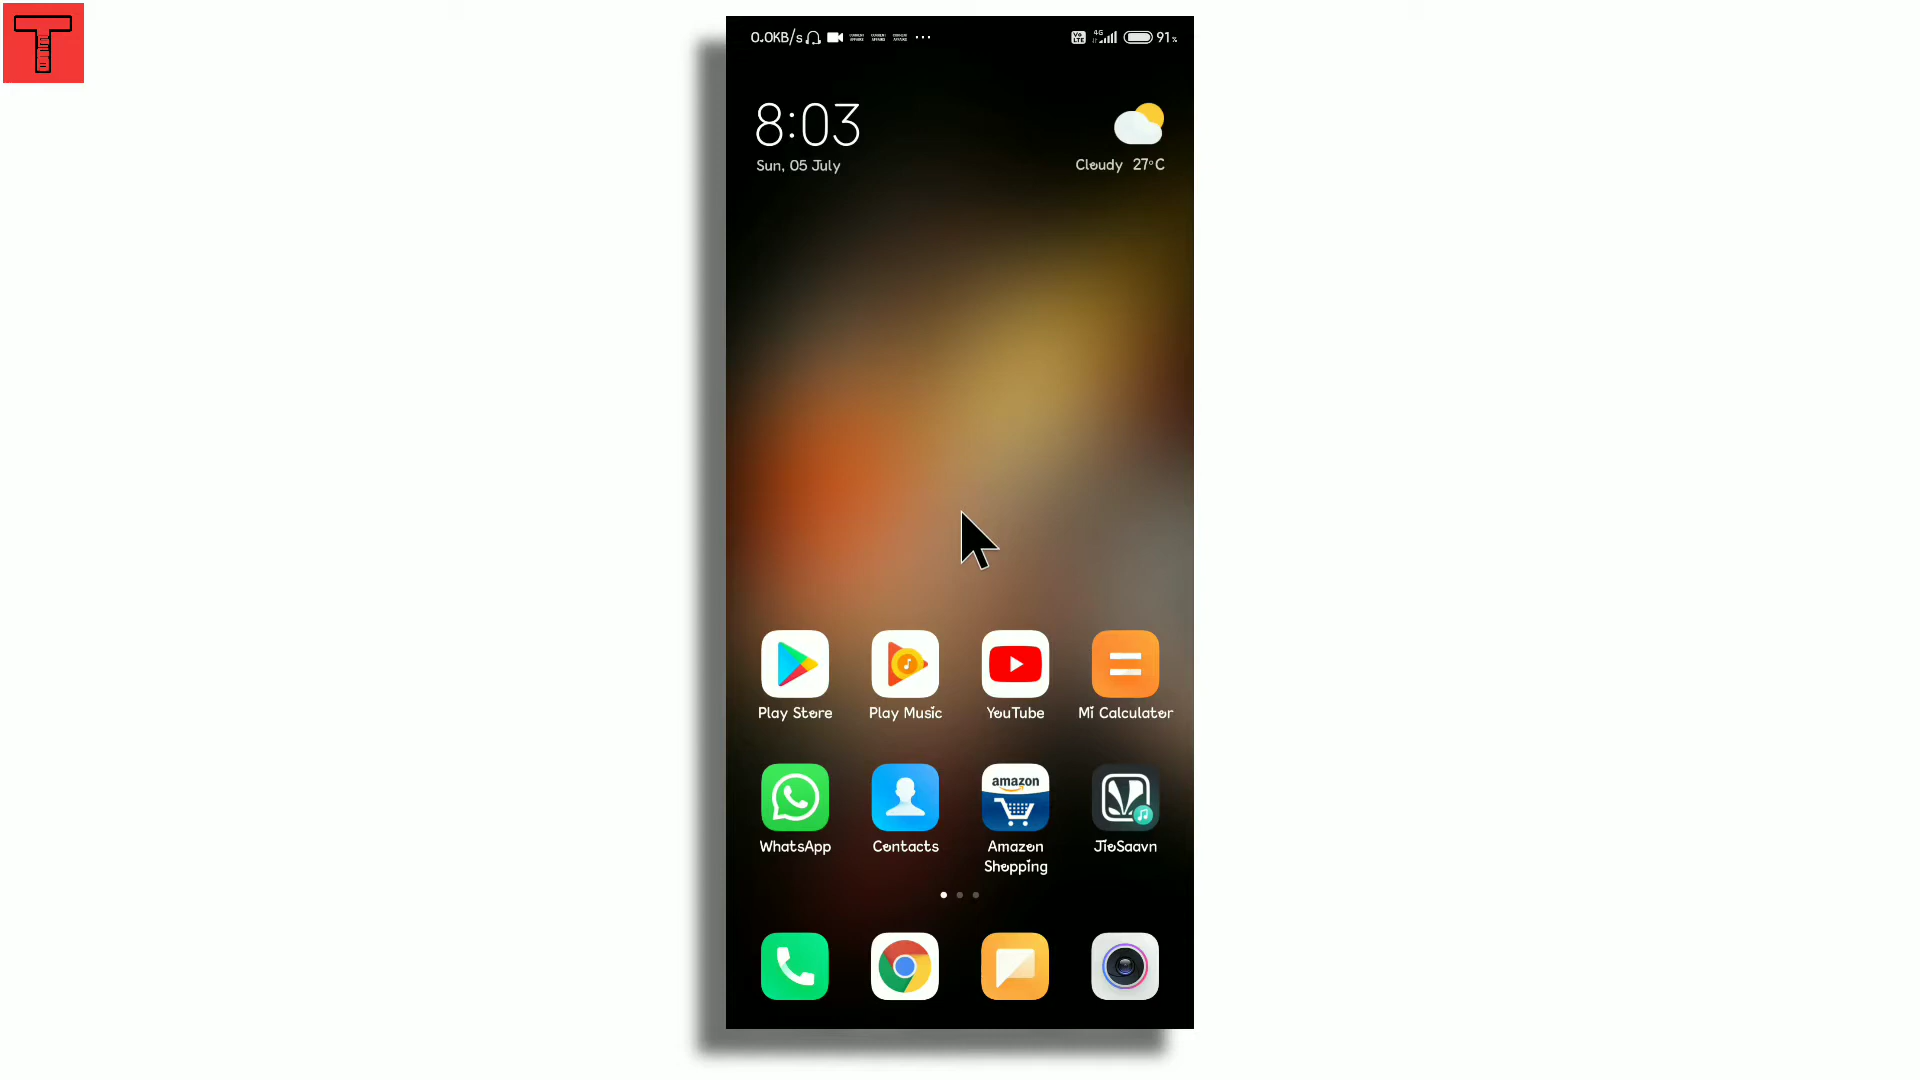 T
0.0KB/s ... 4G 91%
8:03
Sun, 05 July
Cloudy 27°C
Play Store Play Music YouTube Mi Calculator
amazon
WhatsApp Contacts Amazon Shopping JioSaavn